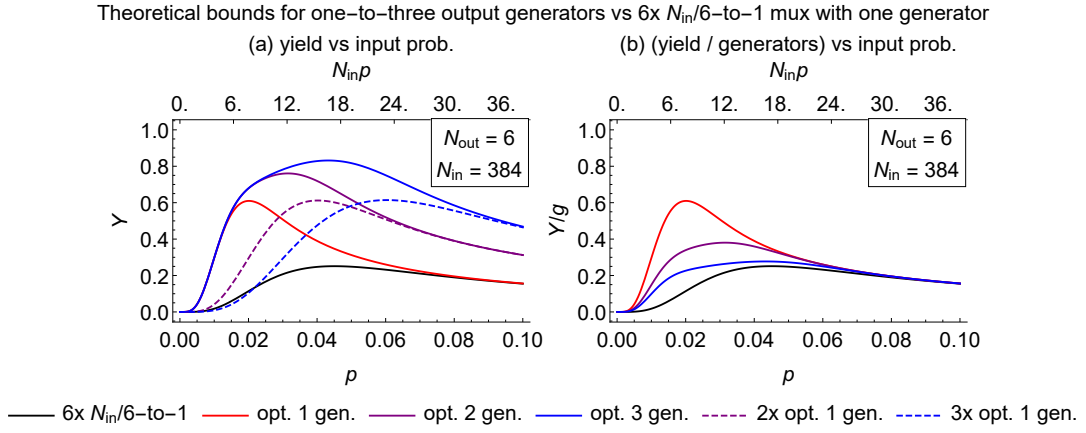 Theoretical bounds for one−to−three output generators vs 6x N_in/6−to−1 mux with one generator
(a) yield vs input prob.
N_in p
0. 6. 12. 18. 24. 30. 36.
1.0
0.8
0.6
0.4
0.2
0.0
Y
N_out = 6
N_in = 384
0.00 0.02 0.04 0.06 0.08 0.10
p
(b) (yield / generators) vs input prob.
N_in p
0. 6. 12. 18. 24. 30. 36.
1.0
0.8
0.6
0.4
0.2
0.0
Y/g
N_out = 6
N_in = 384
0.00 0.02 0.04 0.06 0.08 0.10
p
6x N_in/6−to−1 opt. 1 gen. opt. 2 gen. opt. 3 gen. 2x opt. 1 gen. 3x opt. 1 gen.